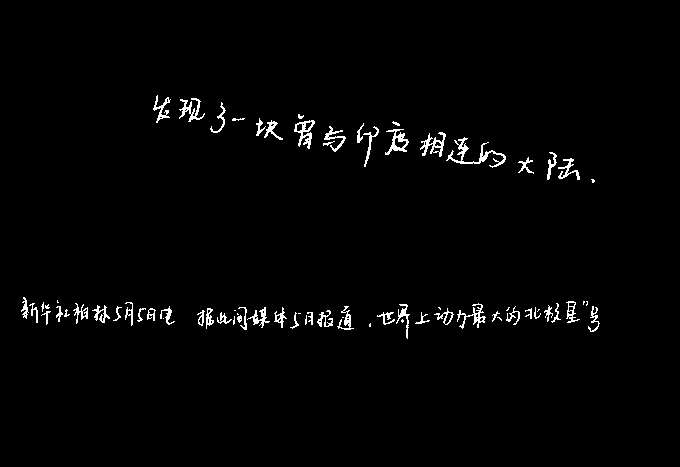 发现了一块曾与印度相连的大陆.
新华社柏林5月5日电 据此间媒体5月报道,世界上动力最大的北极星"号